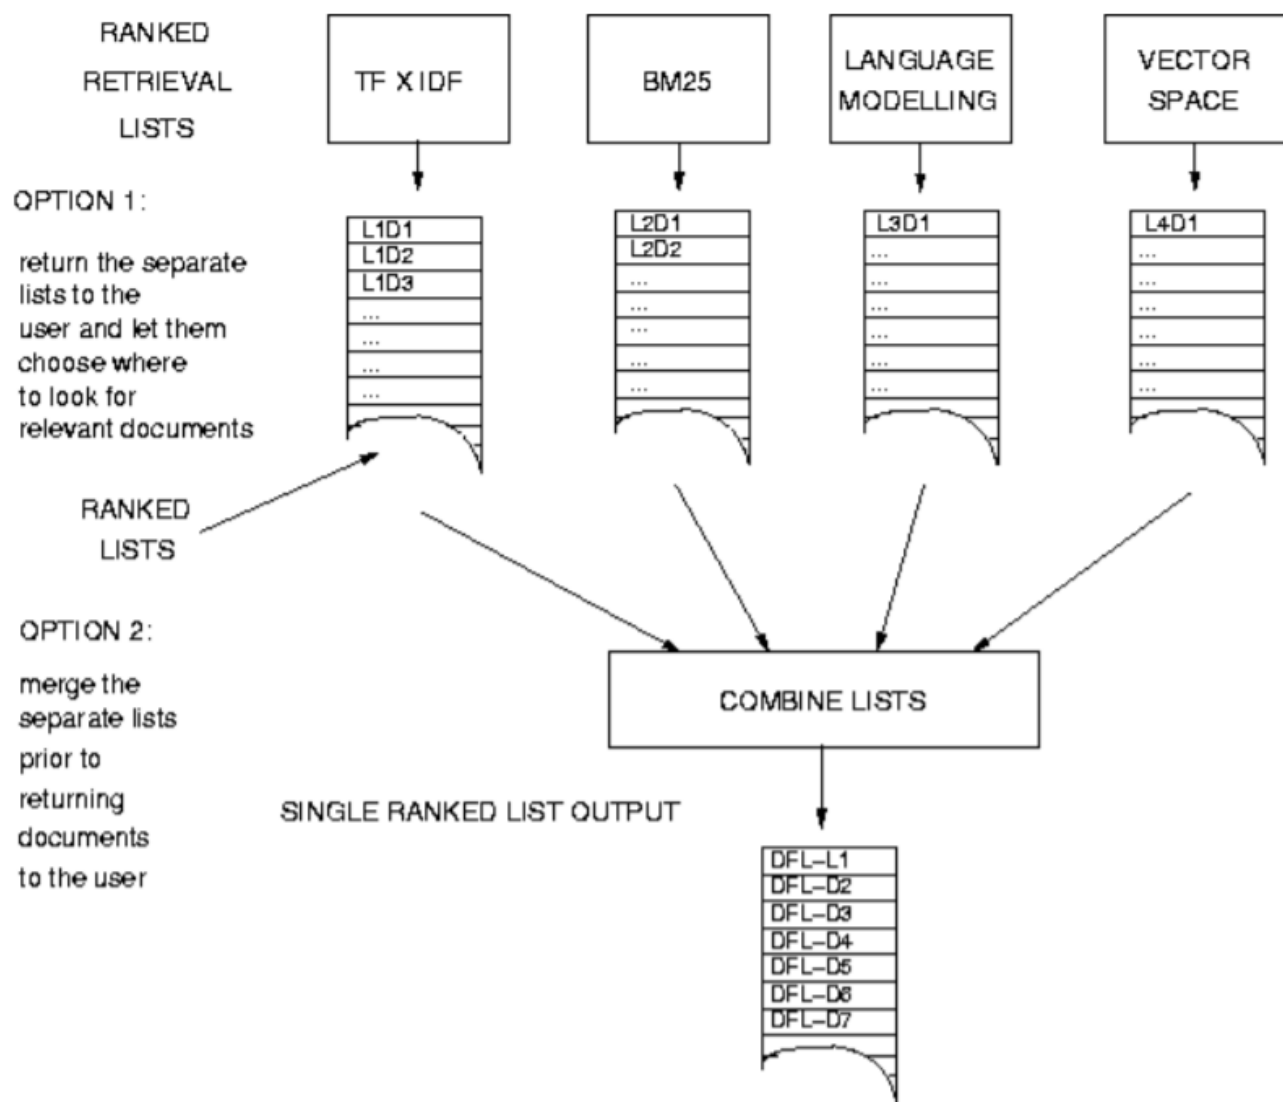 RANKED
RETRIEVAL
LISTS
TF X IDF
BM25
LANGUAGE
MODELLING
VECTOR
SPACE
OPTION 1:
return the separate
lists to the
user and let them
choose where
to look for
relevant documents
L1D1
L1D2
L1D3
...
...
...
...
L2D1
L2D2
...
...
...
...
...
L3D1
...
...
...
...
...
...
L4D1
...
...
...
...
...
...
RANKED
LISTS
OPTION 2:
merge the
separate lists
prior to
returning
documents
to the user
COMBINE LISTS
SINGLE RANKED LIST OUTPUT
DFL-L1
DFL-D2
DFL-D3
DFL-D4
DFL-D5
DFL-D6
DFL-D7